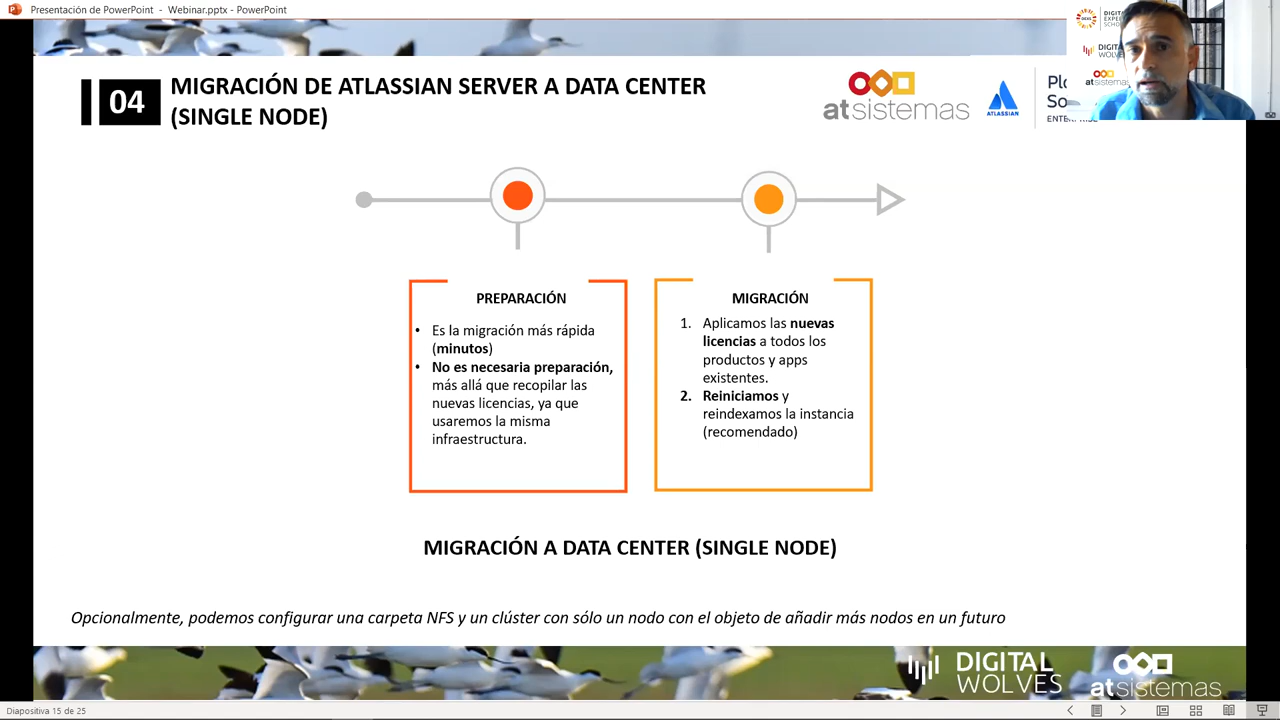 Presentación de PowerPoint - Webinar.pptx - PowerPoint
04
MIGRACIÓN DE ATLASSIAN SERVER A DATA CENTER
(SINGLE NODE)
atsistemas
ATLASSIAN
DIGITAL
atsistemas
PREPARACIÓN
• Es la migración más rápida
(minutos)
• No es necesaria preparación,
más allá que recopilar las
nuevas licencias, ya que
usaremos la misma
infraestructura.
MIGRACIÓN
1. Aplicamos las nuevas
licencias a todos los
productos y apps
existentes.
2. Reiniciamos y
reindexamos la instancia
(recomendado)
MIGRACIÓN A DATA CENTER (SINGLE NODE)
Opcionalmente, podemos configurar una carpeta NFS y un clúster con sólo un nodo con el objeto de añadir más nodos en un futuro
DIGITAL
WOLVES
atsistemas
Diapositiva 15 de 25